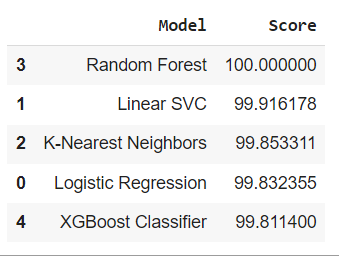 Model Score
3 Random Forest 100.000000
1 Linear SVC 99.916178
2 K-Nearest Neighbors 99.853311
0 Logistic Regression 99.832355
4 XGBoost Classifier 99.811400